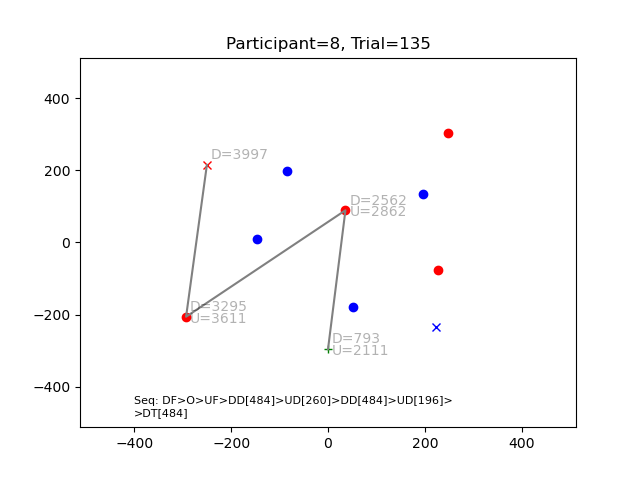 Participant=8, Trial=135
400
200
0
−200
−400
D=3997
D=2562
U=2862
D=3295
U=3611
D=793
U=2111
Seq: DF>O>UF>DD[484]>UD[260]>DD[484]>UD[196]>
>DT[484]
−400
−200
0
200
400